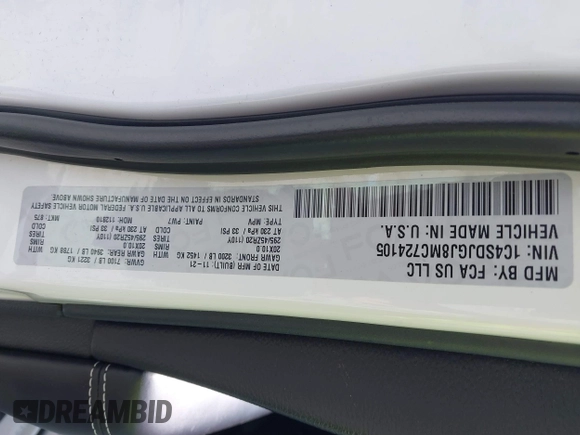 MFD BY: FCA US LLC
VIN: 1C4SDJGJ8MC724105
VEHICLE MADE IN: U.S.A.
DATE OF MFR (BUILT): 11-21
GVWR: 7100 LB 3221 KG
GAWR FRONT: 3200 LB 1452 KG
WITH
TIRES
295/45ZR20 (110Y)
RIMS
20X10.0
AT 230 kPa 33 PSI
COLD
GAWR REAR: 3940 LB 1788 KG
WITH
TIRES
295/45ZR20 (110Y)
RIMS
20X10.0
AT 230 kPa 33 PSI
COLD
TYPE: MPV
PAINT: PW7
MDH: 112910
MKT: 875
THIS VEHICLE CONFORMS TO ALL APPLICABLE U.S.A. FEDERAL MOTOR VEHICLE SAFETY
STANDARDS IN EFFECT ON THE DATE OF MANUFACTURE SHOWN ABOVE
DREAMBID